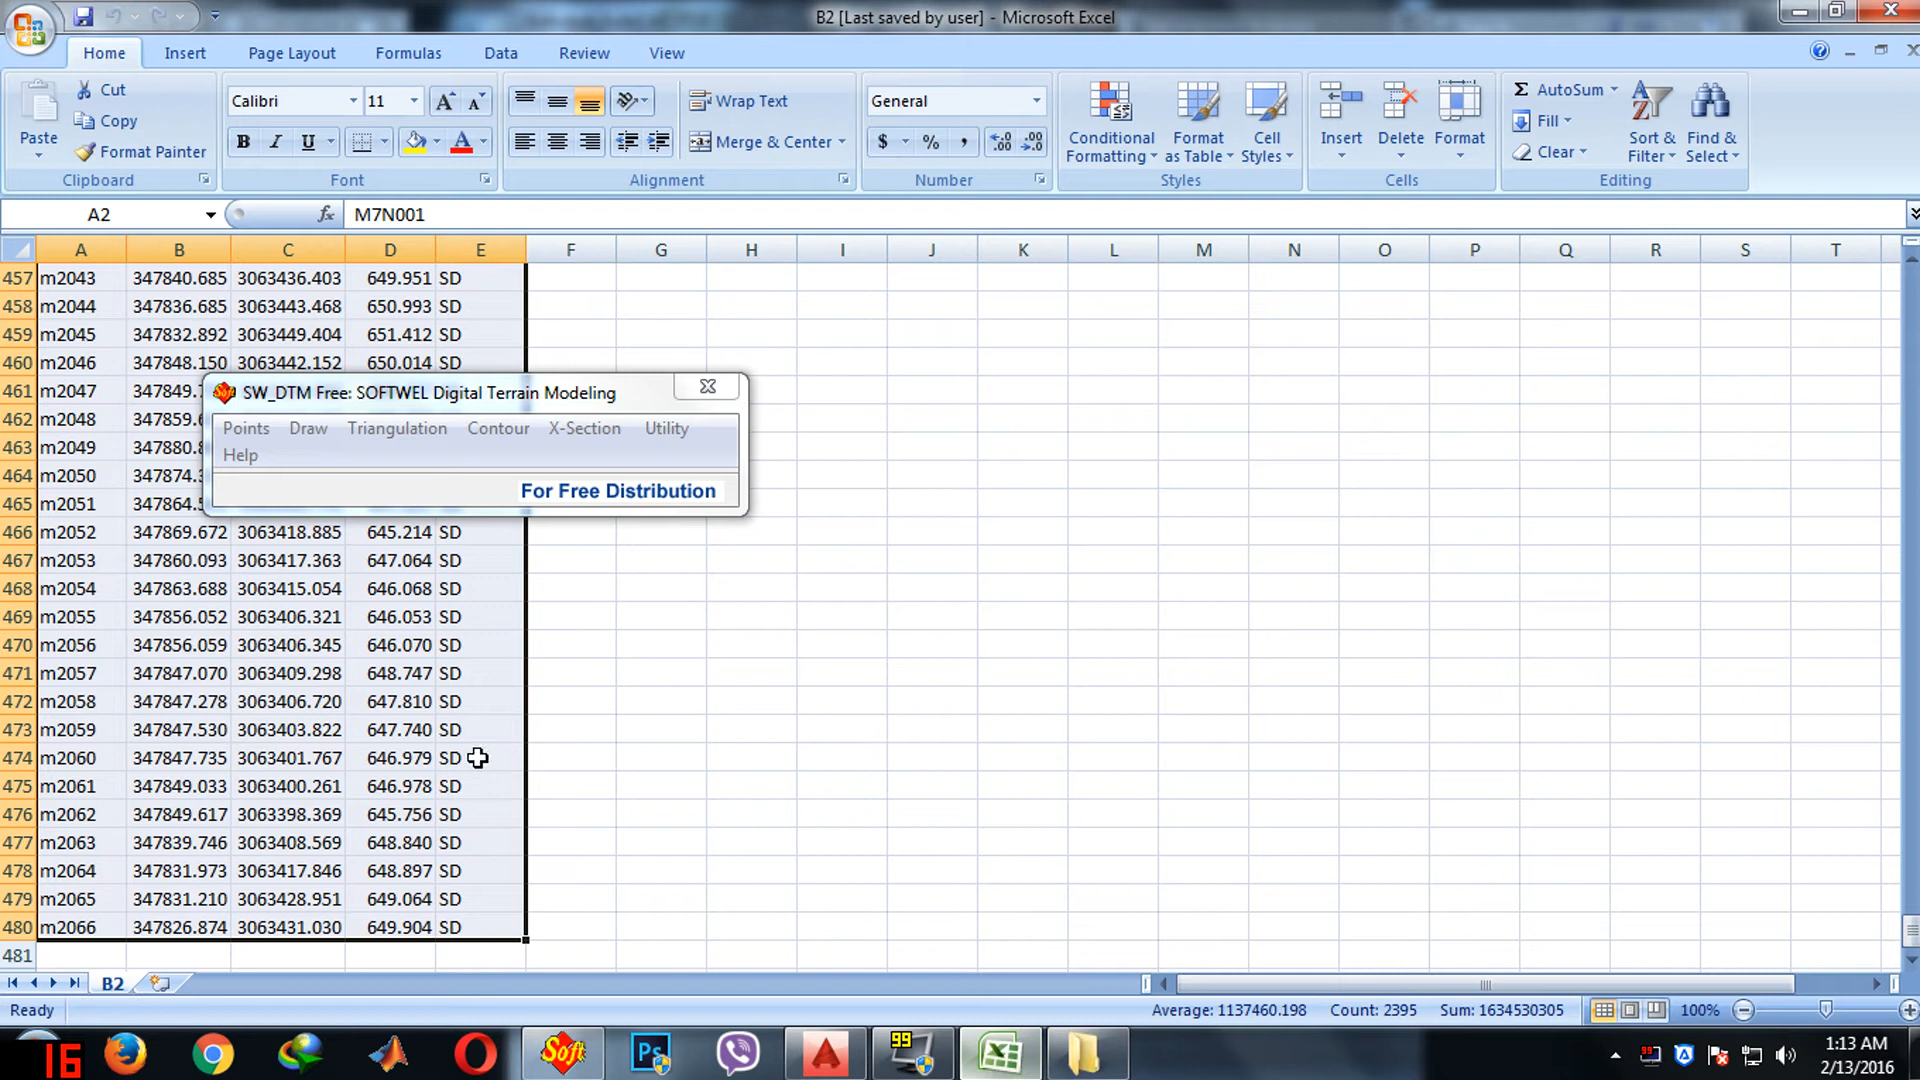 B2 [Last saved by user] - Microsoft Excel
Home Insert Page Layout Formulas Data Review View
Paste Cut Copy Format Painter Clipboard
Calibri 11 B I U Font
Wrap Text Merge & Center Alignment
General $ % , Number
Conditional Formatting Format as Table Cell Styles Styles
Insert Delete Format Cells
AutoSum Fill Clear Sort & Filter Find & Select Editing
A2 fx M7N001
A B C D E F G H I J K L M N O P Q R S T
457 m2043 347840.685 3063436.403 649.951 SD
458 m2044 347836.685 3063443.468 650.993 SD
459 m2045 347832.892 3063449.404 651.412 SD
460 m2046 347848.150 3063442.152 650.014 SD
461 m2047 347849.
462 m2048 347859.
463 m2049 347880.
464 m2050 347874.
465 m2051 347864.
466 m2052 347869.672 3063418.885 645.214 SD
467 m2053 347860.093 3063417.363 647.064 SD
468 m2054 347863.688 3063415.054 646.068 SD
469 m2055 347856.052 3063406.321 646.053 SD
470 m2056 347856.059 3063406.345 646.070 SD
471 m2057 347847.070 3063409.298 648.747 SD
472 m2058 347847.278 3063406.720 647.810 SD
473 m2059 347847.530 3063403.822 647.740 SD
474 m2060 347847.735 3063401.767 646.979 SD
475 m2061 347849.033 3063400.261 646.978 SD
476 m2062 347849.617 3063398.369 645.756 SD
477 m2063 347839.746 3063408.569 648.840 SD
478 m2064 347831.973 3063417.846 648.897 SD
479 m2065 347831.210 3063428.951 649.064 SD
480 m2066 347826.874 3063431.030 649.904 SD
481
SW_DTM Free: SOFTWEL Digital Terrain Modeling
Points Draw Triangulation Contour X-Section Utility
Help
For Free Distribution
B2
Ready Average: 1137460.198 Count: 2395 Sum: 1634530305 100%
16 Soft Ps 99 99 1:13 AM
2/13/2016